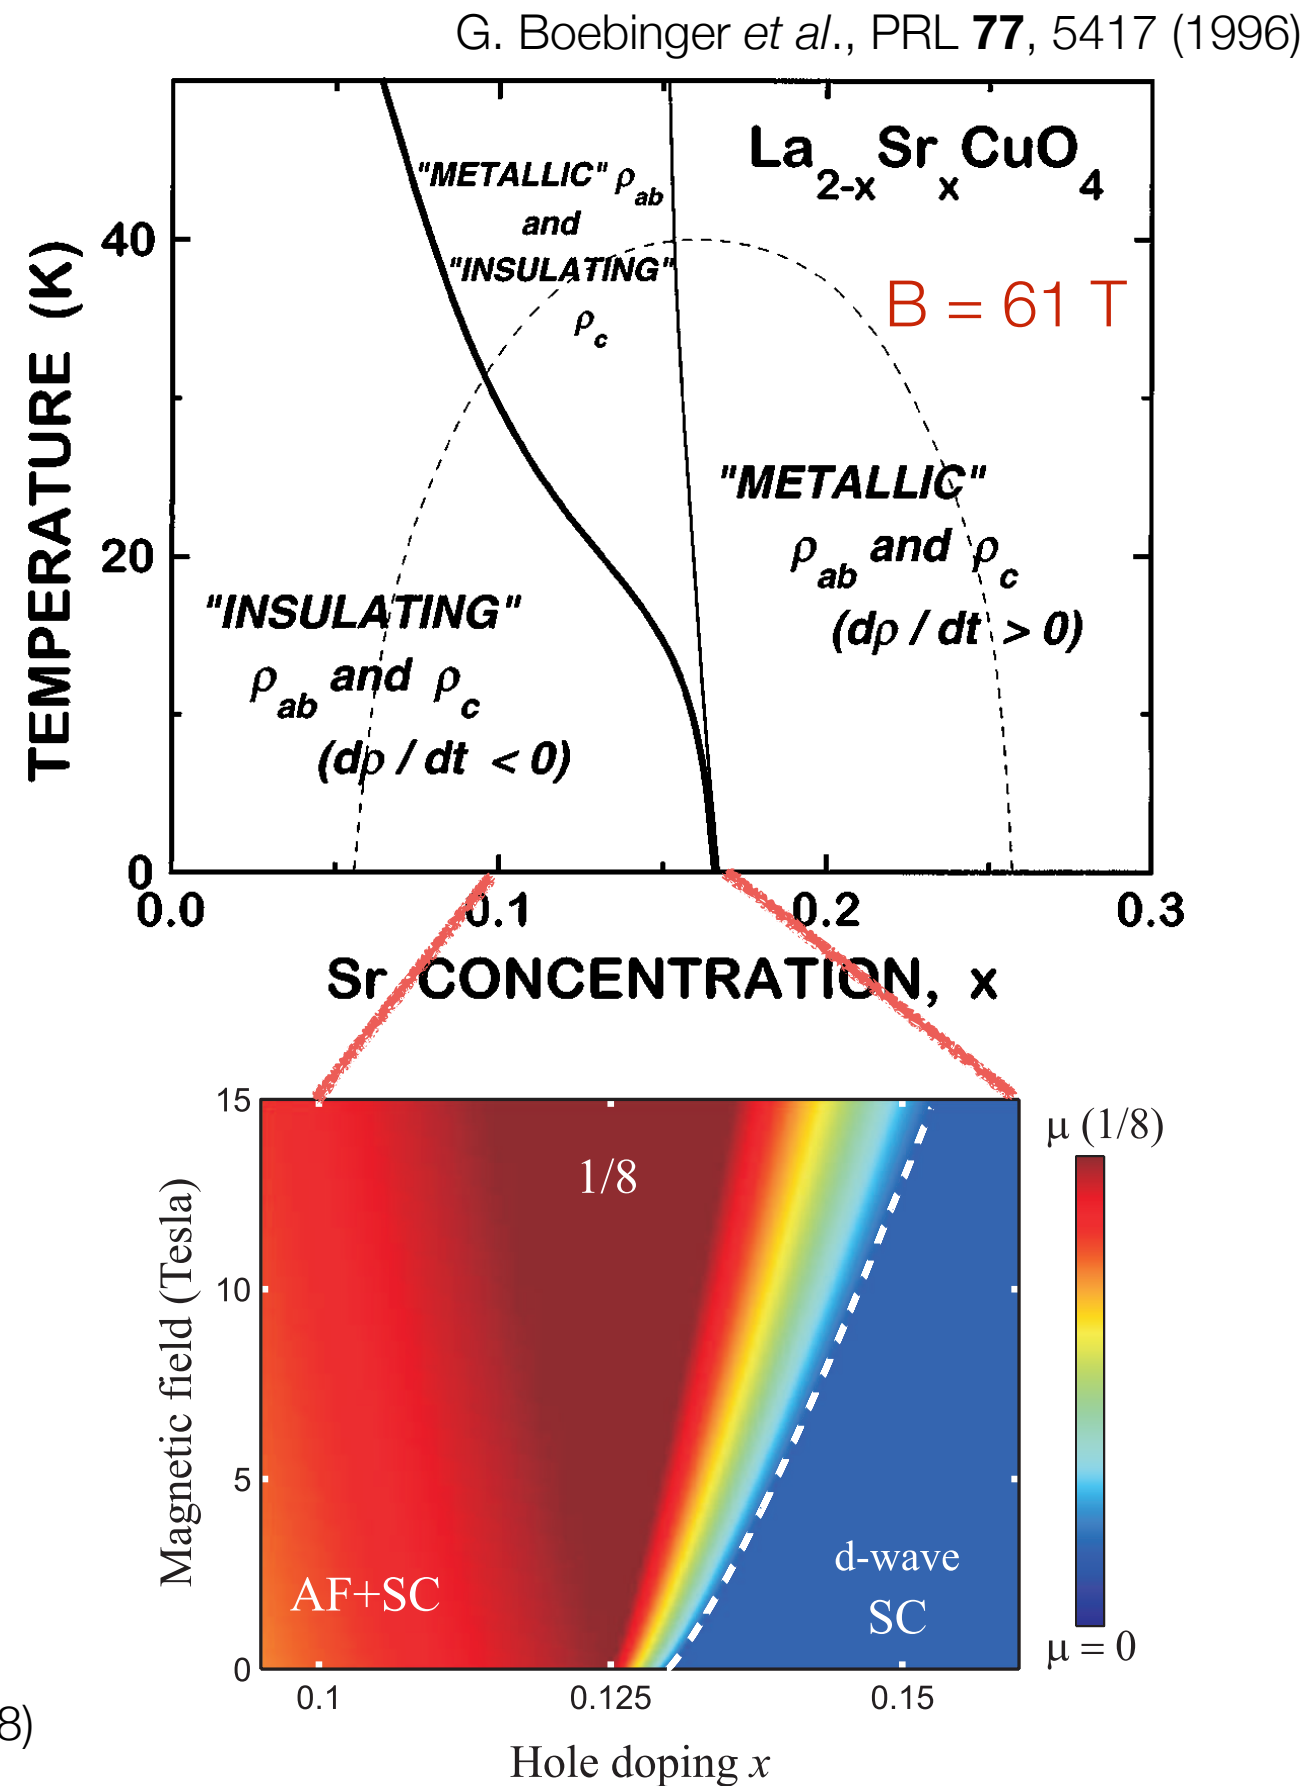 G. Boebinger et al., PRL 77, 5417 (1996)
La2-xSrxCuO4
"METALLIC" ρab
and
"INSULATING"
ρc
B = 61 T
"METALLIC"
ρab and ρc
(dρ / dt > 0)
"INSULATING"
ρab and ρc
(dρ / dt < 0)
TEMPERATURE (K)
40
20
0
0.0 0.1 0.2 0.3
Sr CONCENTRATION, x
15
10
5
0
Magnetic field (Tesla)
1/8
AF+SC
d-wave
SC
μ (1/8)
μ = 0
0.1 0.125 0.15
Hole doping x
8)